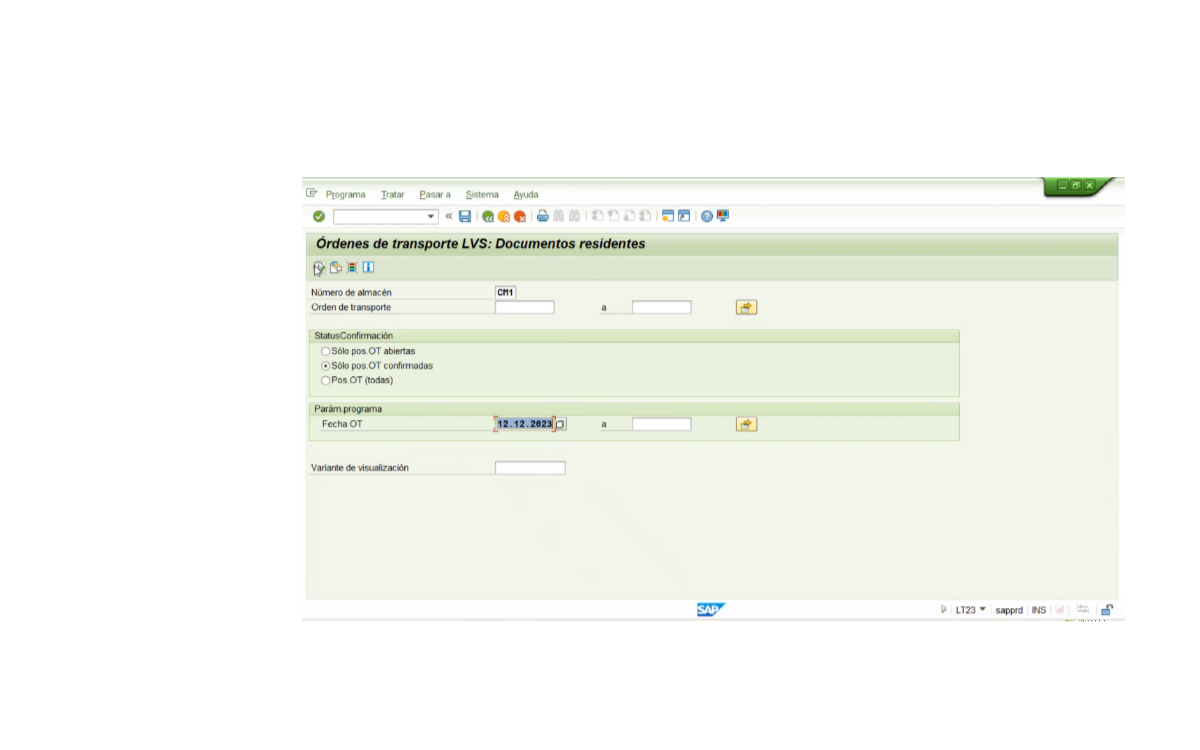 Programa Tratar Pasar a Sistema Ayuda
Órdenes de transporte LVS: Documentos residentes
Número de almacén CM1
Orden de transporte a
StatusConfirmación
Sólo pos.OT abiertas
Sólo pos.OT confirmadas
Pos.OT (todas)
Parám.programa
Fecha OT 12.12.2023 a
Variante de visualización
SAP LT23 sapprd INS